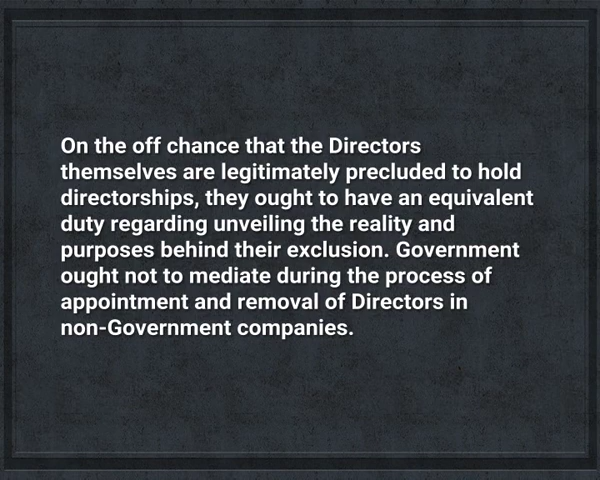 On the off chance that the Directors
themselves are legitimately precluded to hold
directorships, they ought to have an equivalent
duty regarding unveiling the reality and
purposes behind their exclusion. Government
ought not to mediate during the process of
appointment and removal of Directors in
non-Government companies.